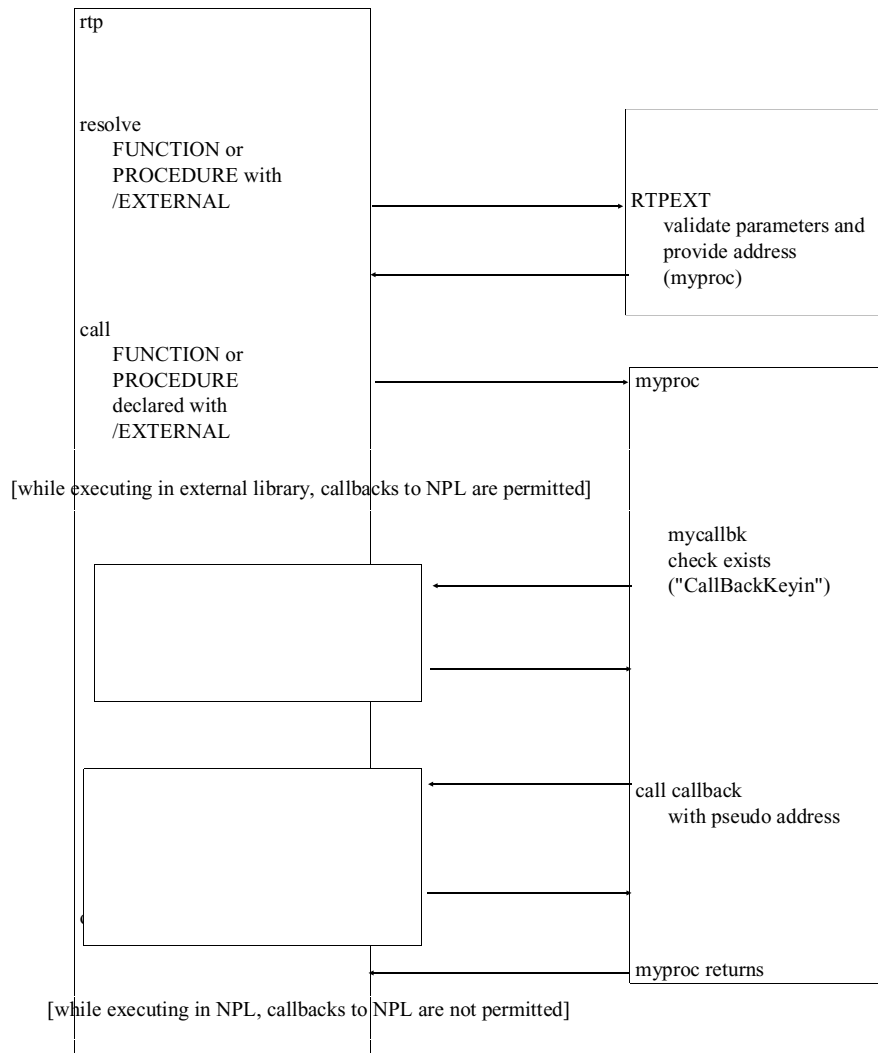 rtp
resolve
FUNCTION or
PROCEDURE with
/EXTERNAL
RTPEXT
validate parameters and
provide address
(myproc)
call
FUNCTION or
PROCEDURE
declared with
/EXTERNAL
myproc
[while executing in external library, callbacks to NPL are permitted]
mycallbk
check exists
("CallBackKeyin")
call callback
with pseudo address
myproc returns
[while executing in NPL, callbacks to NPL are not permitted]